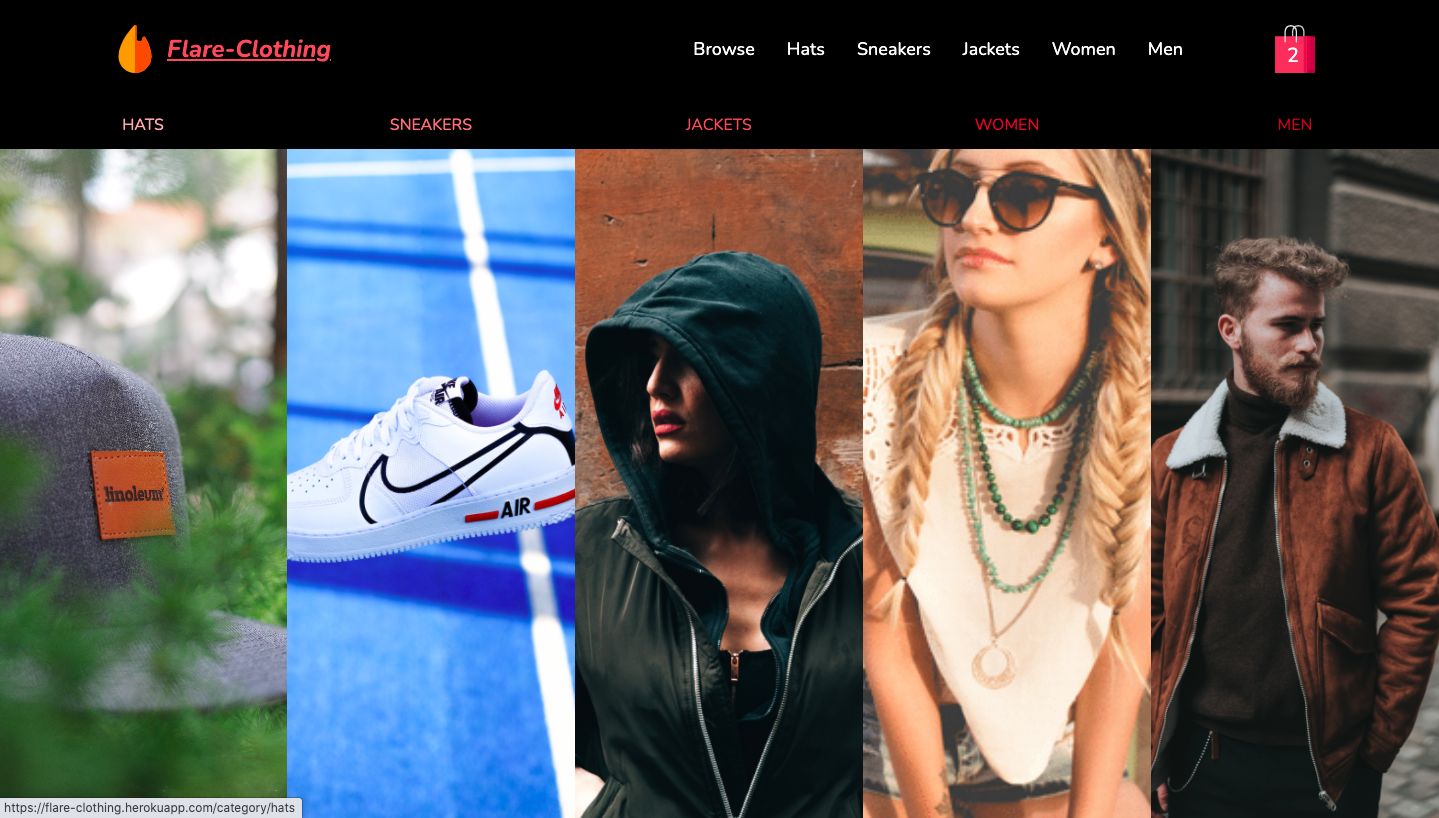 Flare-Clothing
Browse Hats Sneakers Jackets Women Men
2
HATS SNEAKERS JACKETS WOMEN MEN
linoleum
AIR
https://flare-clothing.herokuapp.com/category/hats